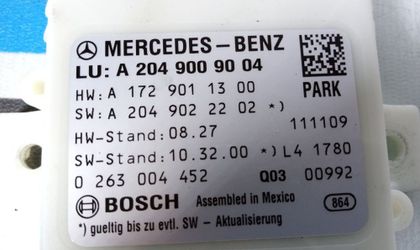 MERCEDES-BENZ
LU: A 204 900 90 04
HW: A 172 901 13 00 PARK
SW: A 204 902 22 02 *)
HW-Stand: 08.27 111109
SW-Stand: 10.32.00 *) L4 1780
0 263 004 452 Q03 00992
BOSCH Assembled in Mexico 864
*) gueltig bis zu evtl. SW - Aktualisierung